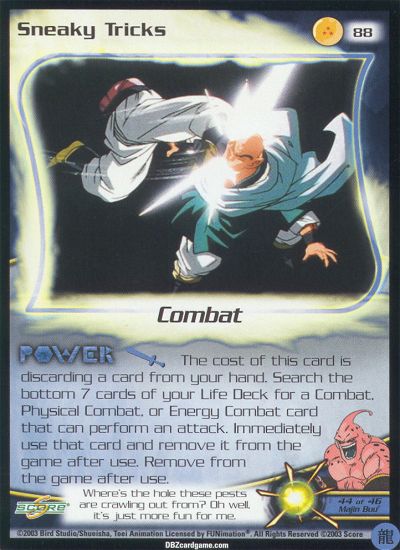 Sneaky Tricks
88
Combat
POWER
The cost of this card is
discarding a card from your hand. Search the
bottom 7 cards of your Life Deck for a Combat,
Physical Combat, or Energy Combat card
that can perform an attack. Immediately
use that card and remove it from the
game after use. Remove from
the game after use.
SCORE
Where's the hole these pests
are crawling out from? Oh well,
it's just more fun for me.
44 of 46
Majin Buu
龍
©2003 Bird Studio/Shueisha, Toei Animation Licensed by FUNimation®. All Rights Reserved ©2003 Score
DBZcardgame.com